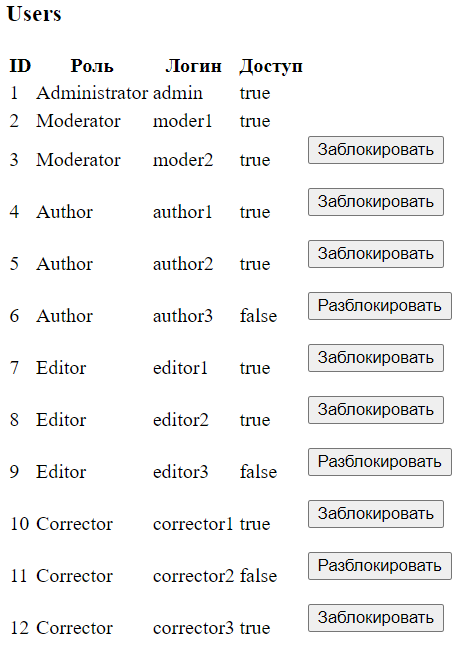 Users
ID Роль Логин Доступ
1 Administrator admin true
2 Moderator moder1 true
3 Moderator moder2 true Заблокировать
4 Author author1 true Заблокировать
5 Author author2 true Заблокировать
6 Author author3 false Разблокировать
7 Editor editor1 true Заблокировать
8 Editor editor2 true Заблокировать
9 Editor editor3 false Разблокировать
10 Corrector corrector1 true Заблокировать
11 Corrector corrector2 false Разблокировать
12 Corrector corrector3 true Заблокировать